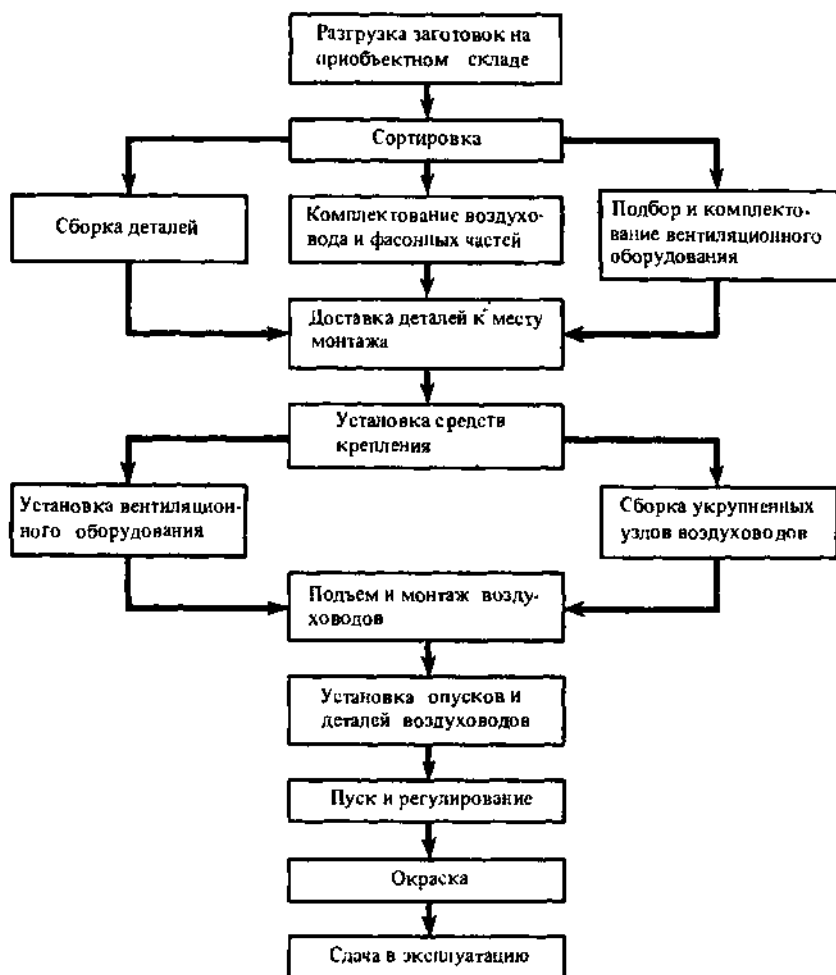 Разгрузка заготовок на
приобъектном складе
Сортировка
Сборка деталей
Комплектование воздухо-
вода и фасонных частей
Подбор и комплекто-
вание вентиляционного
оборудования
Доставка деталей к месту
монтажа
Установка средств
крепления
Установка вентиляцион-
ного оборудования
Сборка укрупненных
узлов воздуховодов
Подъем и монтаж возду-
ховодов
Установка опусков и
деталей воздуховодов
Пуск и регулирование
Окраска
Сдача в эксплуатацию